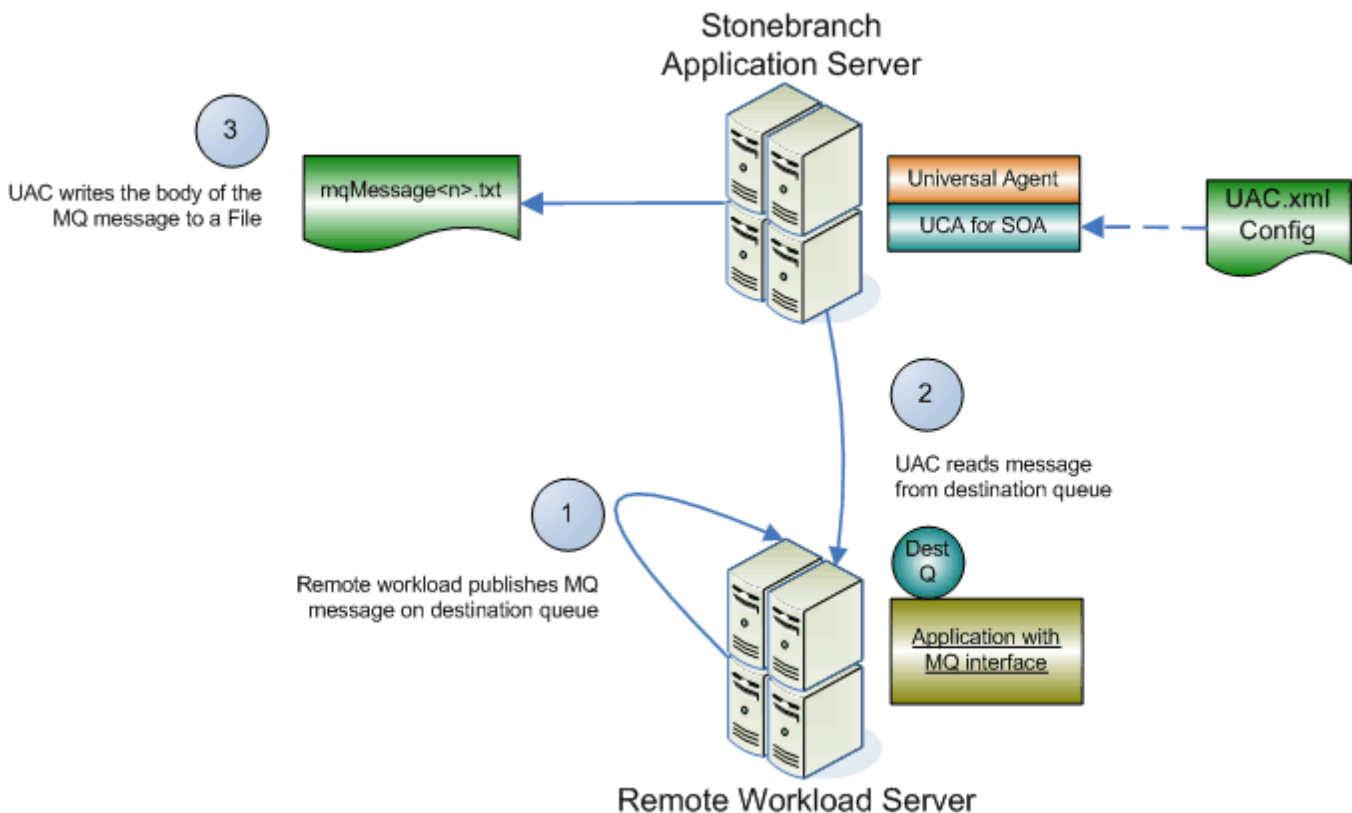 Stonebranch
Application Server
3
UAC writes the body of the
MQ message to a File
mqMessage<n>.txt
Universal Agent
UCA for SOA
UAC.xml
Config
2
UAC reads message
from destination queue
1
Remote workload publishes MQ
message on destination queue
Dest
Q
Application with
MQ interface
Remote Workload Server